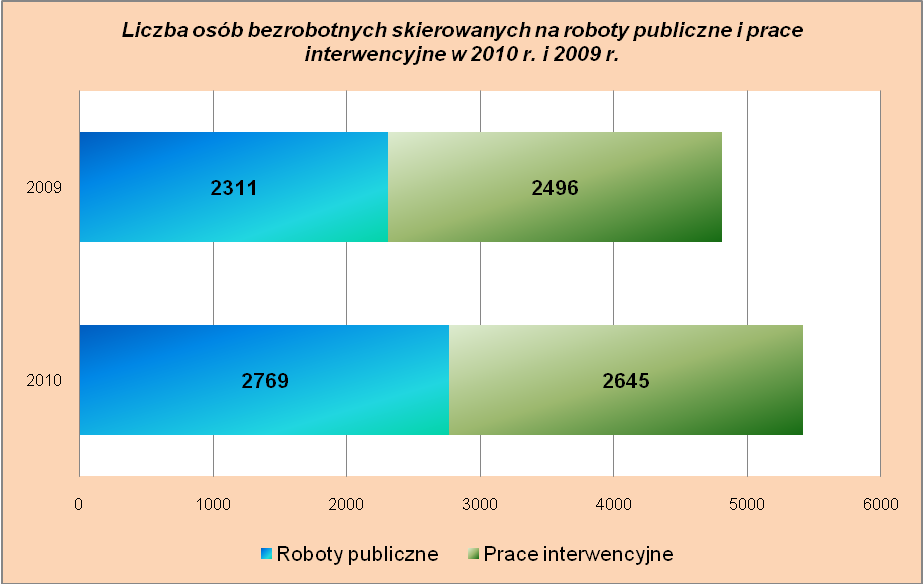 Liczba osób bezrobotnych skierowanych na roboty publiczne i prace
interwencyjne w 2010 r. i 2009 r.
2009
2311
2496
2010
2769
2645
0 1000 2000 3000 4000 5000 6000
Roboty publiczne Prace interwencyjne